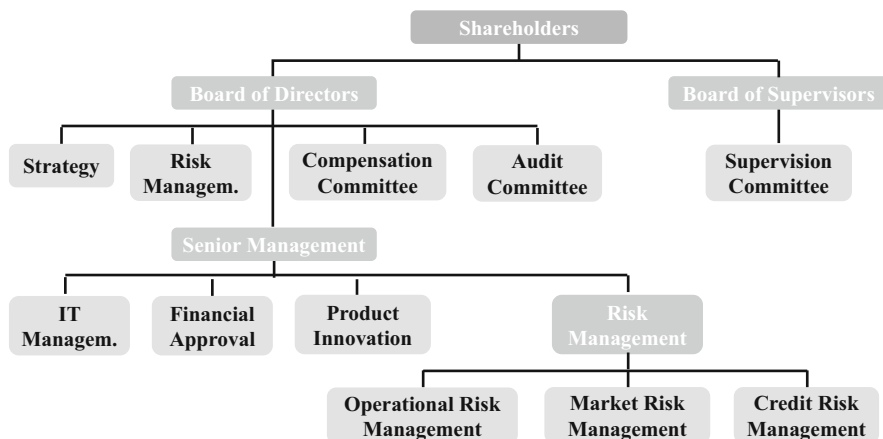 Shareholders
Board of Directors
Board of Supervisors
Strategy
Risk
Managem.
Compensation
Committee
Audit
Committee
Supervision
Committee
Senior Management
IT
Managem.
Financial
Approval
Product
Innovation
Risk
Management
Operational Risk
Management
Market Risk
Management
Credit Risk
Management